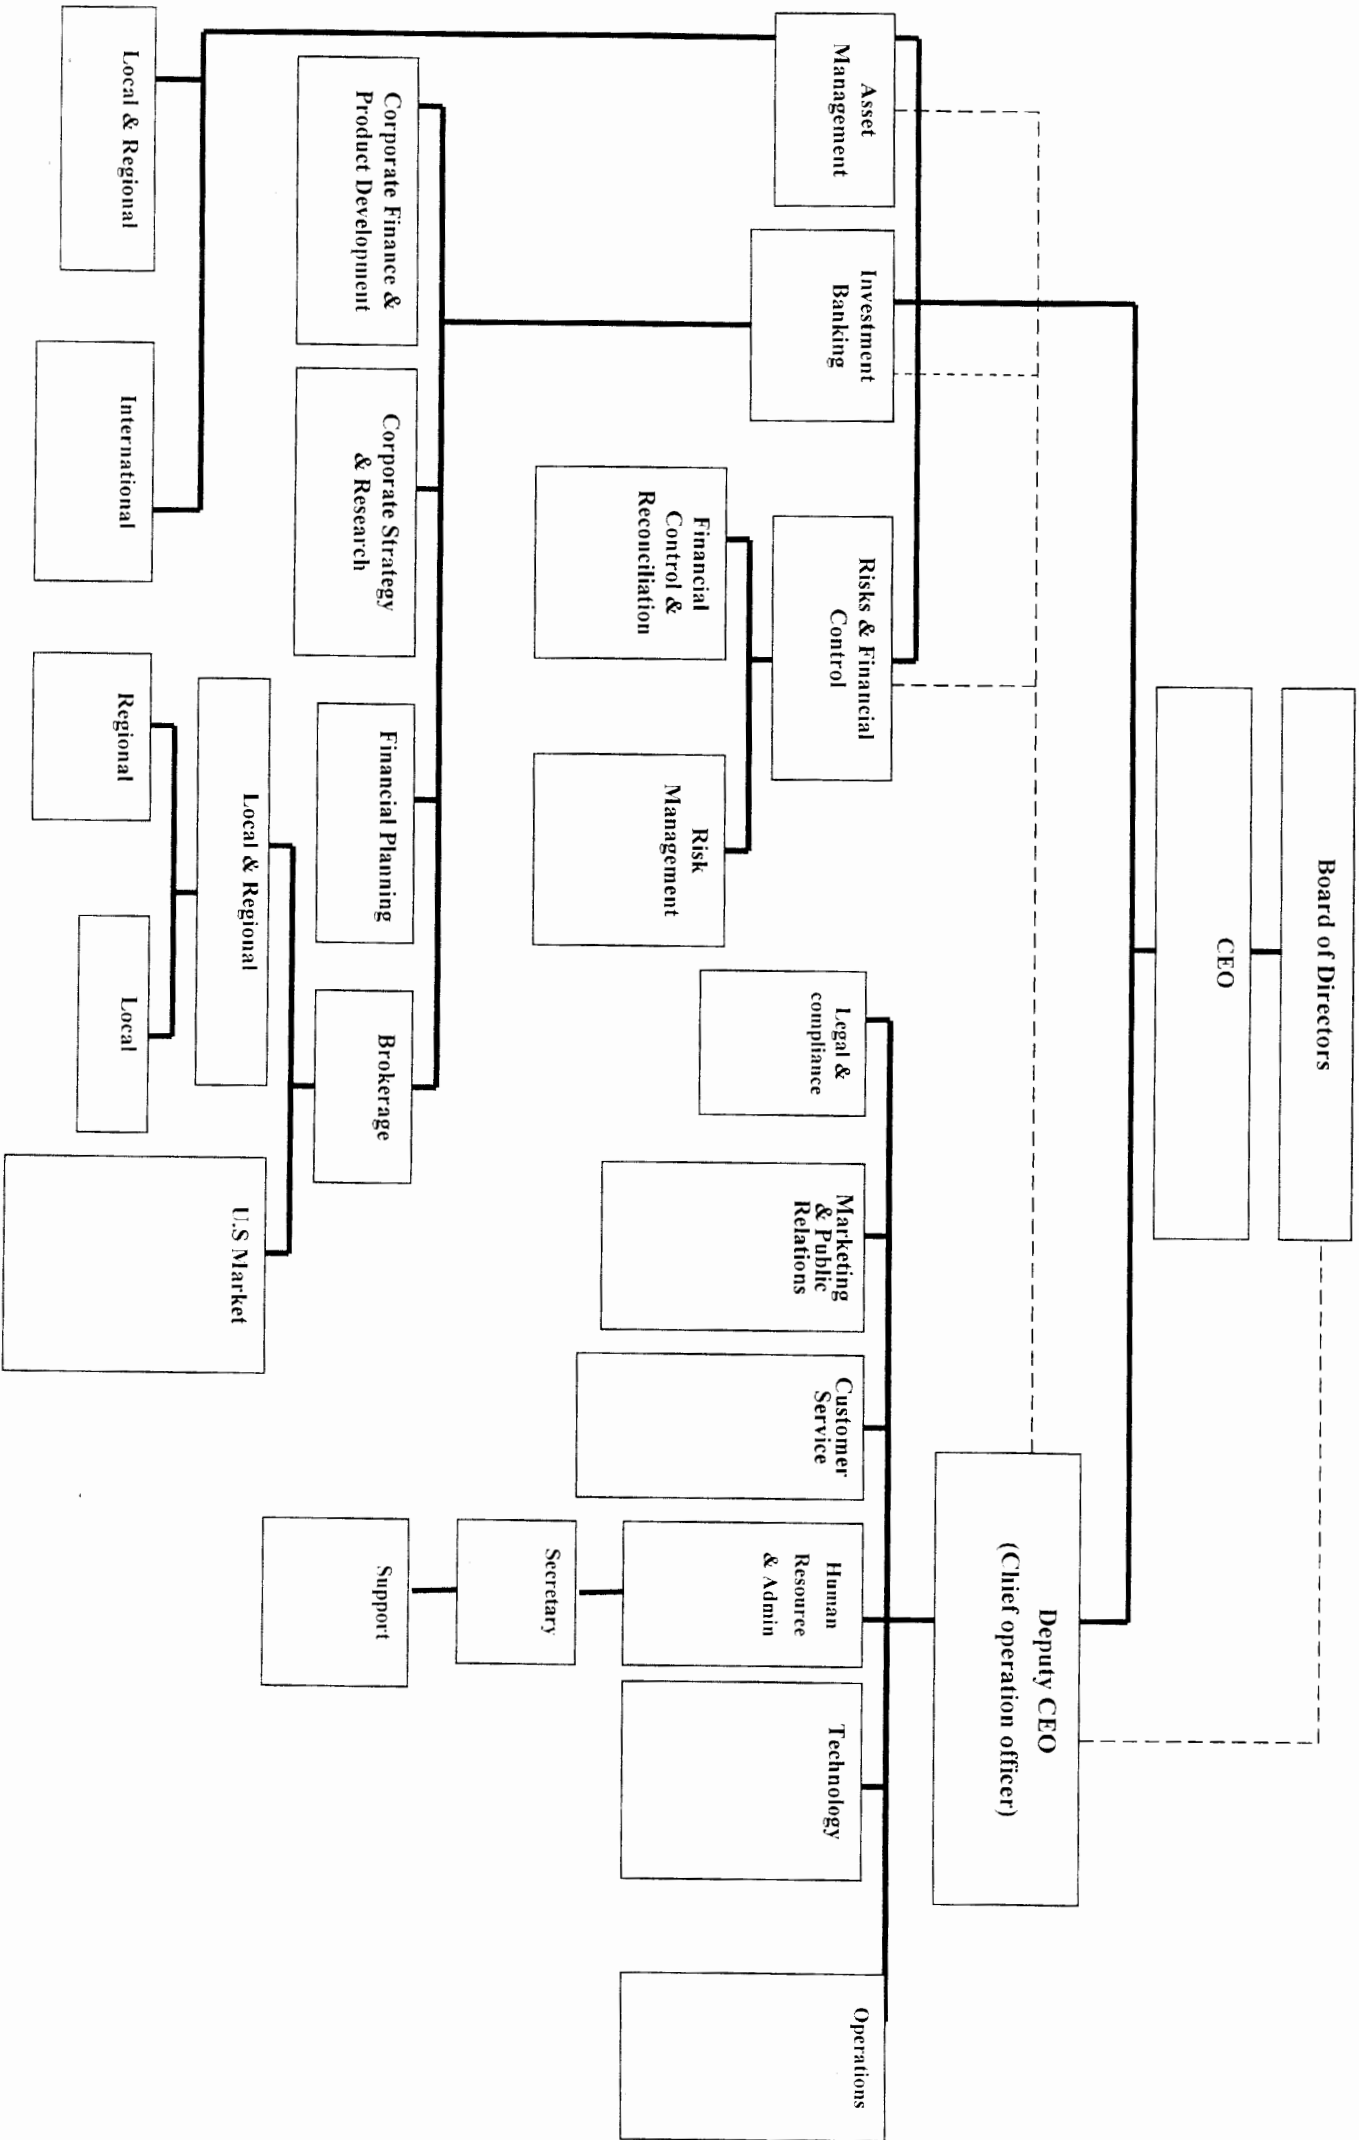 Board of Directors
CEO
Deputy CEO
(Chief operation officer)
Asset
Management
Investment
Banking
Risks & Financial
Control
Financial
Control &
Reconciliation
Risk
Management
Legal &
compliance
Marketing
& Public
Relations
Customer
Service
Human
Resource
& Admin
Technology
Operations
Secretary
Support
Corporate Finance &
Product Development
Corporate Strategy
& Research
Financial Planning
Brokerage
Local & Regional
U.S Market
Local & Regional
International
Regional
Local